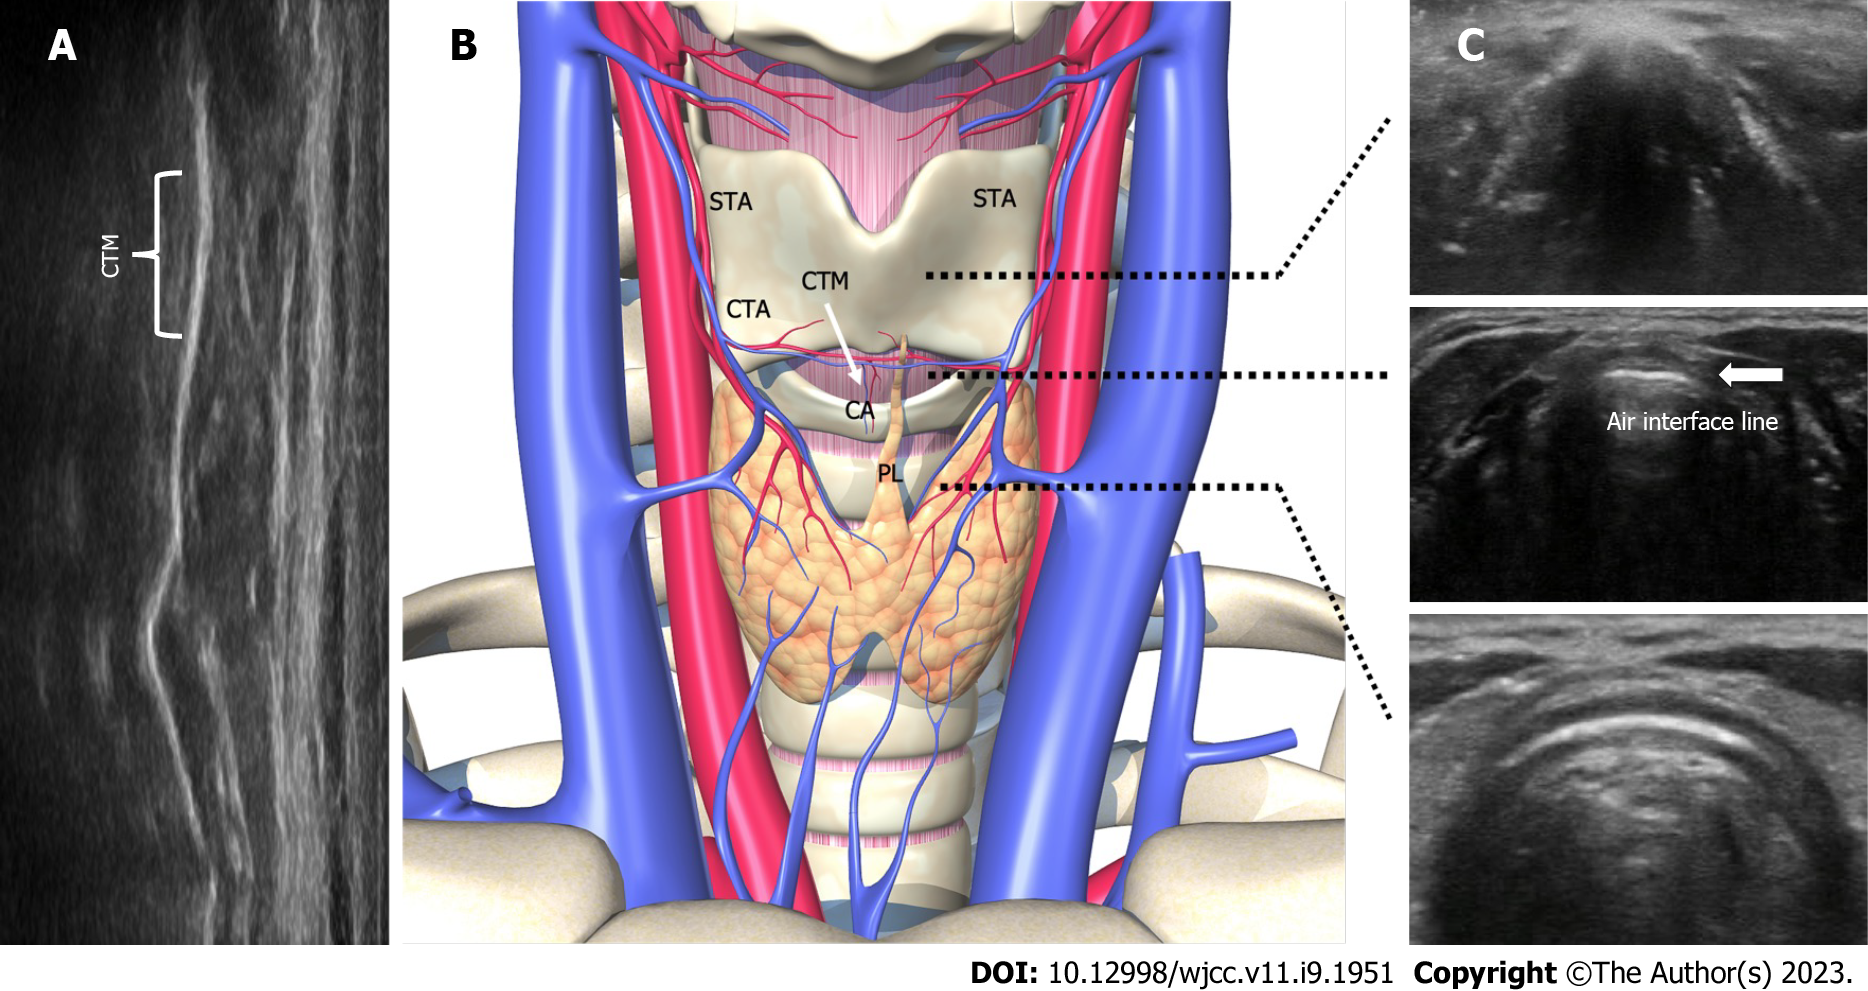 A
CTM
B
STA
STA
CTM
CTA
CA
PL
C
Air interface line
DOI: 10.12998/wjcc.v11.i9.1951 Copyright ©The Author(s) 2023.